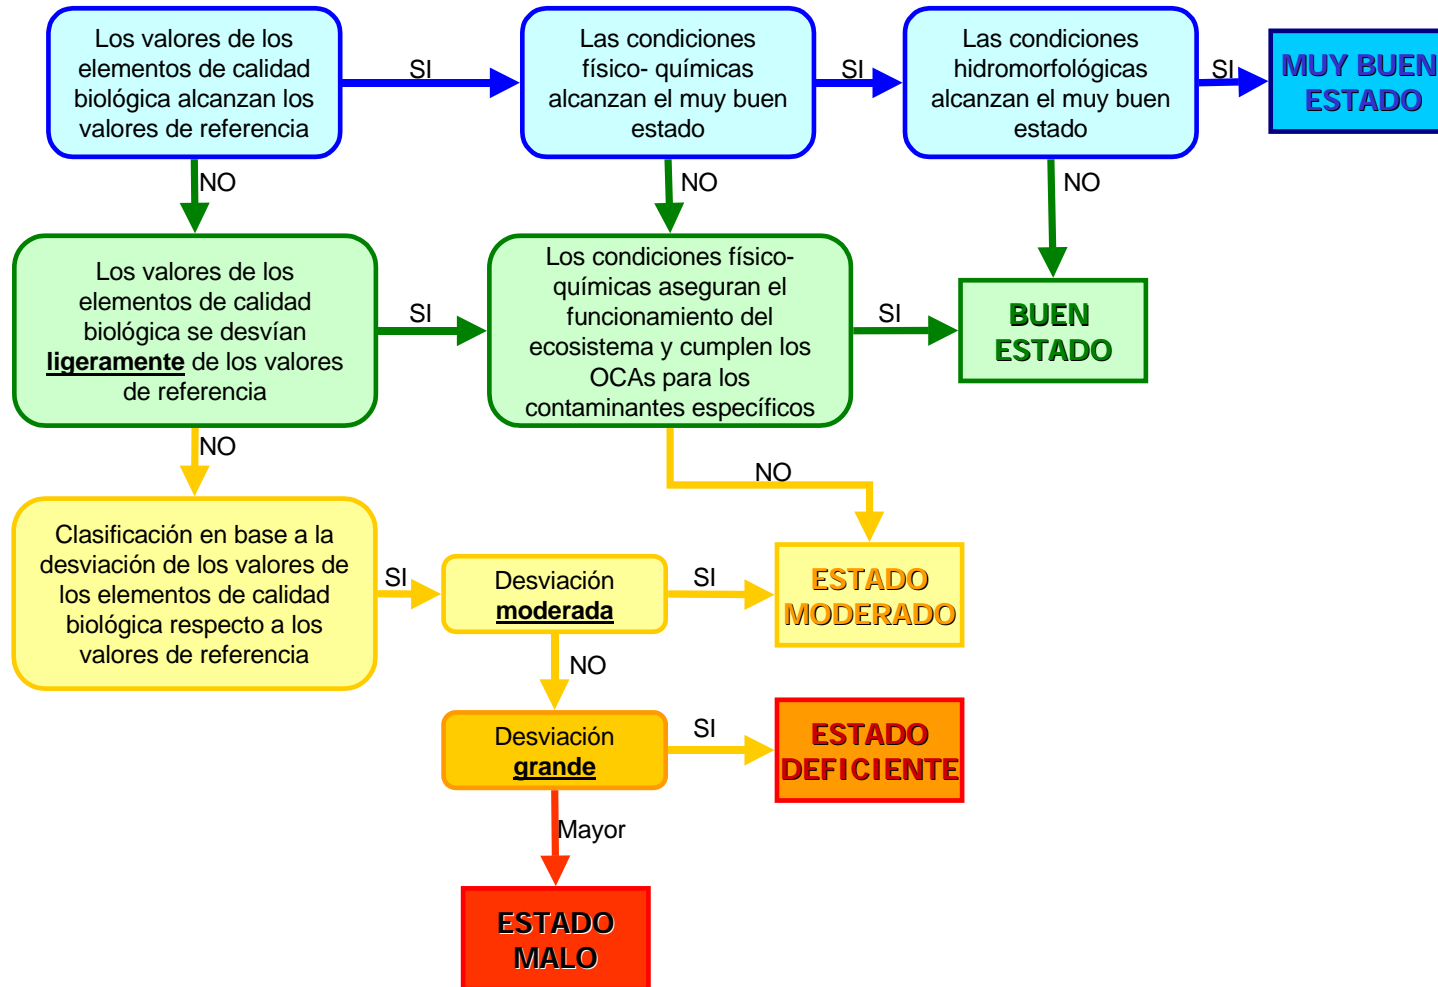 Los valores de los
elementos de calidad
biológica alcanzan los
valores de referencia
SI
Las condiciones
físico- químicas
alcanzan el muy buen
estado
SI
Las condiciones
hidromorfológicas
alcanzan el muy buen
estado
SI
MUY BUEN
ESTADO
NO
NO
NO
Los valores de los
elementos de calidad
biológica se desvían
ligeramente de los valores
de referencia
SI
Los condiciones físico-
químicas aseguran el
funcionamiento del
ecosistema y cumplen los
OCAs para los
contaminantes específicos
SI
BUEN
ESTADO
NO
NO
Clasificación en base a la
desviación de los valores de
los elementos de calidad
biológica respecto a los
valores de referencia
SI
Desviación
moderada
SI
ESTADO
MODERADO
NO
Desviación
grande
SI
ESTADO
DEFICIENTE
Mayor
ESTADO
MALO